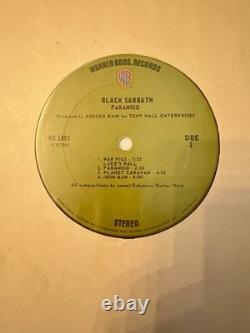 WARNER BROS. RECORDS
WB
BLACK SABBATH
PARANOID
Produced by RODGER BAIN for TONY HALL ENTERPRISES
WS 1887
SIDE
1
1. WAR PIGS - 7:55
LUKE'S WALL
2. PARANOID - 2:50
3. PLANET CARAVAN - 4:30
4. IRON MAN - 6:00
All compositions by Iommi/Osbourne/Butler/Ward
STEREO